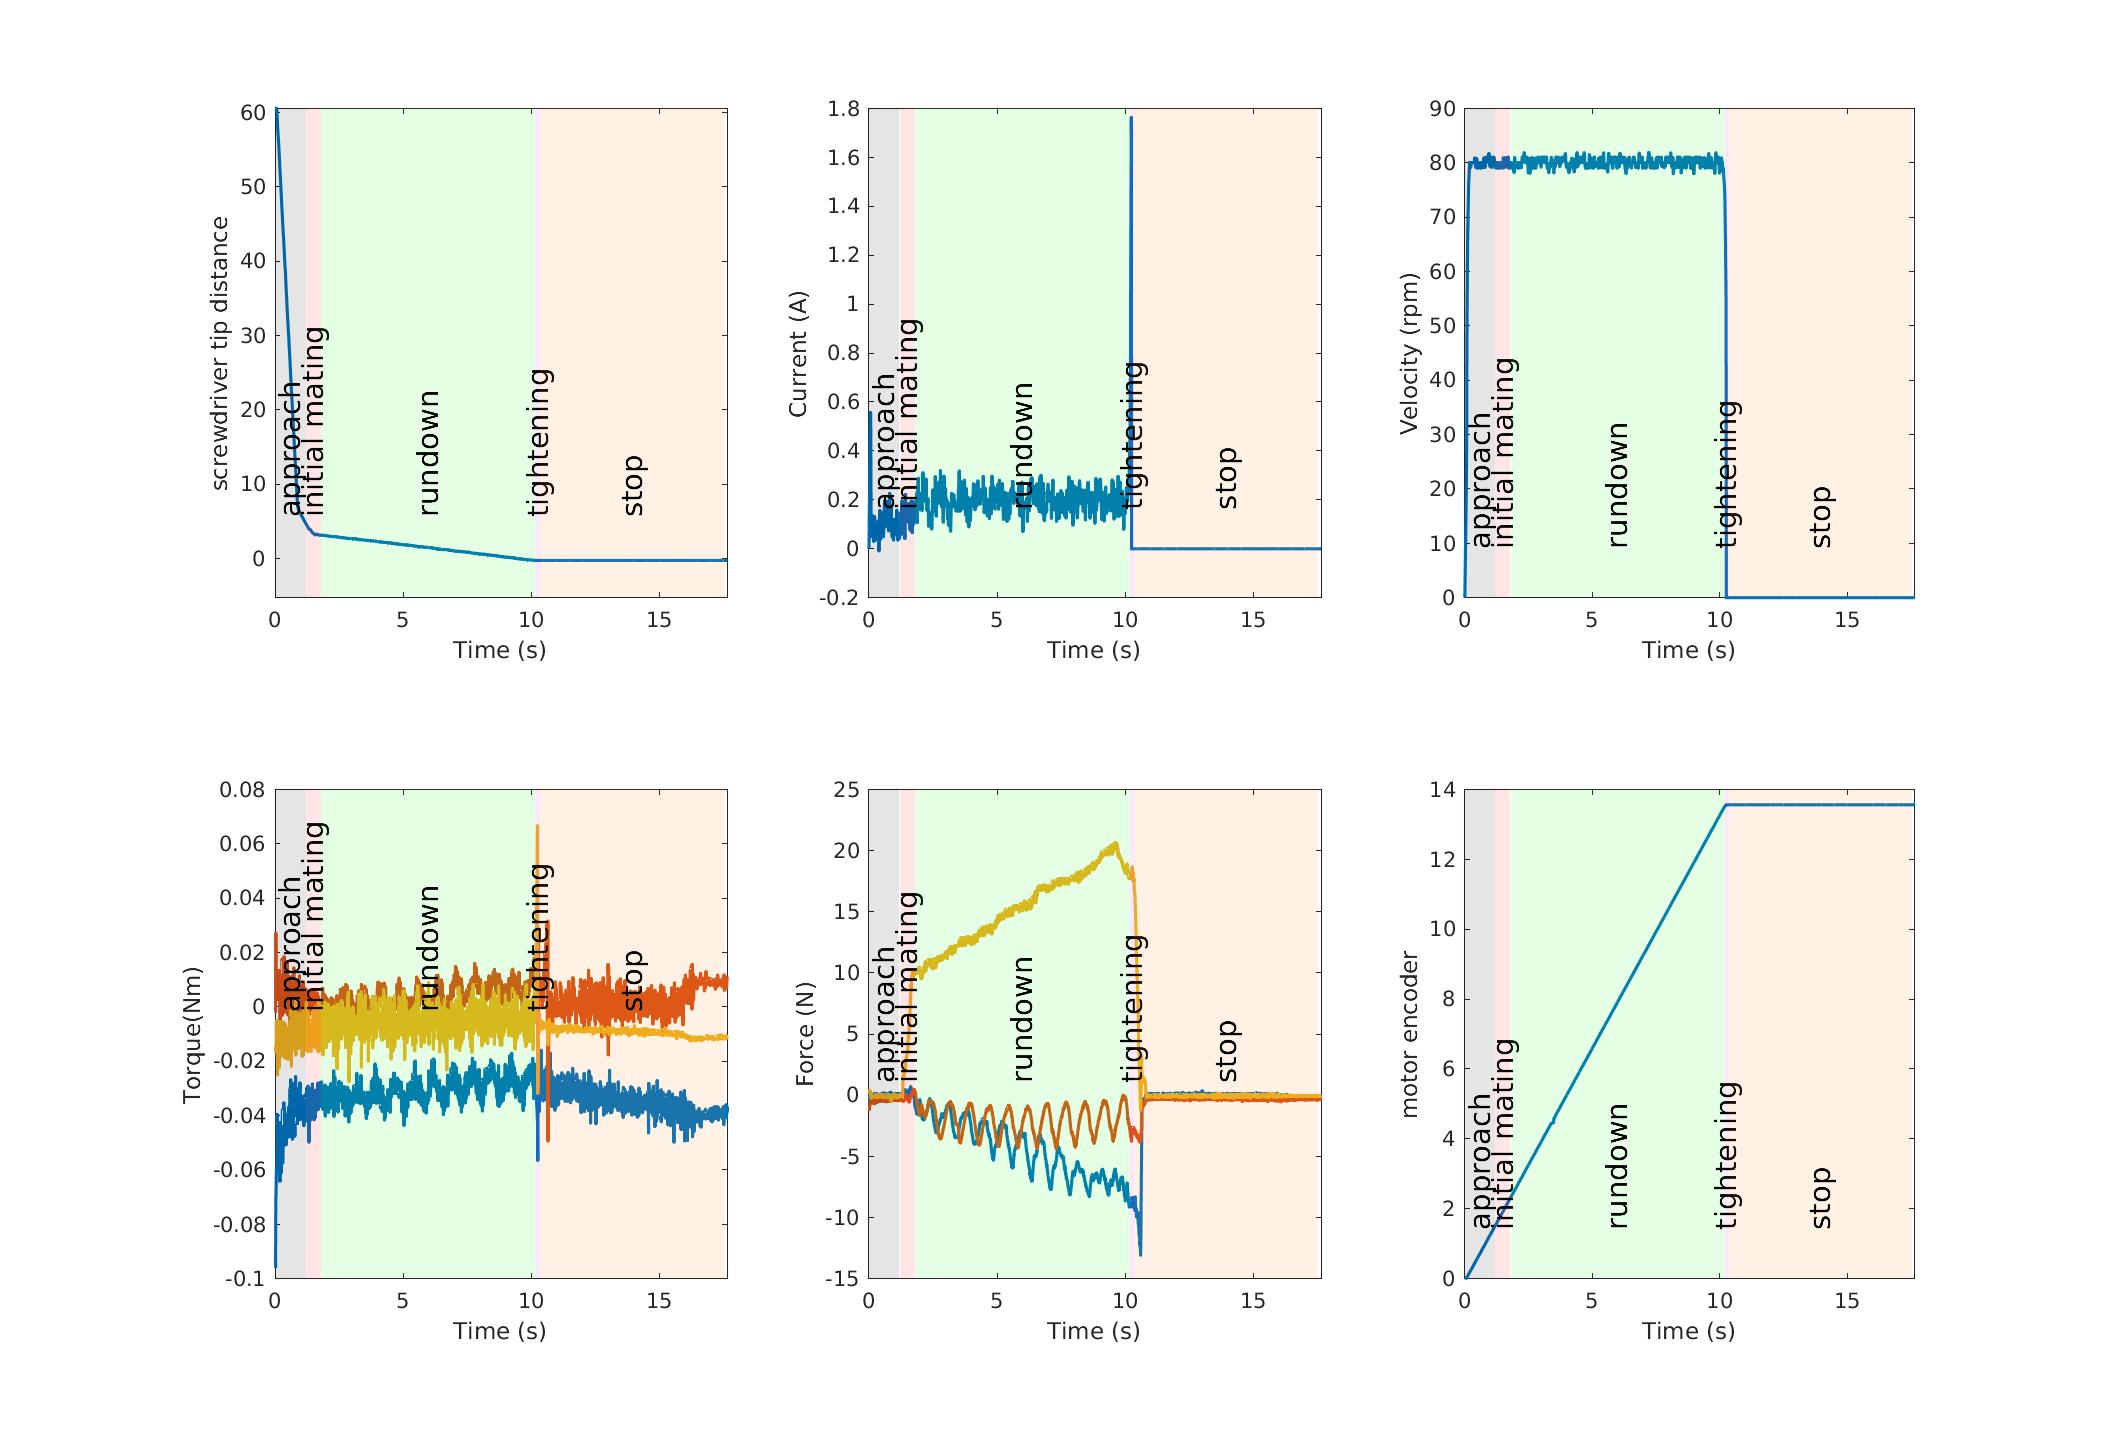 60
50
40
30
20
10
0
screwdriver tip distance
approach
initial mating
rundown
tightening
stop
0 5 10 15
Time (s)
1.8
1.6
1.4
1.2
1
0.8
0.6
0.4
0.2
0
-0.2
Current (A)
approach
initial mating
rundown
tightening
stop
0 5 10 15
Time (s)
90
80
70
60
50
40
30
20
10
0
Velocity (rpm)
approach
initial mating
rundown
tightening
stop
0 5 10 15
Time (s)
0.08
0.06
0.04
0.02
0
-0.02
-0.04
-0.06
-0.08
-0.1
Torque(Nm)
approach
initial mating
rundown
tightening
stop
0 5 10 15
Time (s)
25
20
15
10
5
0
-5
-10
-15
Force (N)
approach
initial mating
rundown
tightening
stop
0 5 10 15
Time (s)
14
12
10
8
6
4
2
0
motor encoder
approach
initial mating
rundown
tightening
stop
0 5 10 15
Time (s)